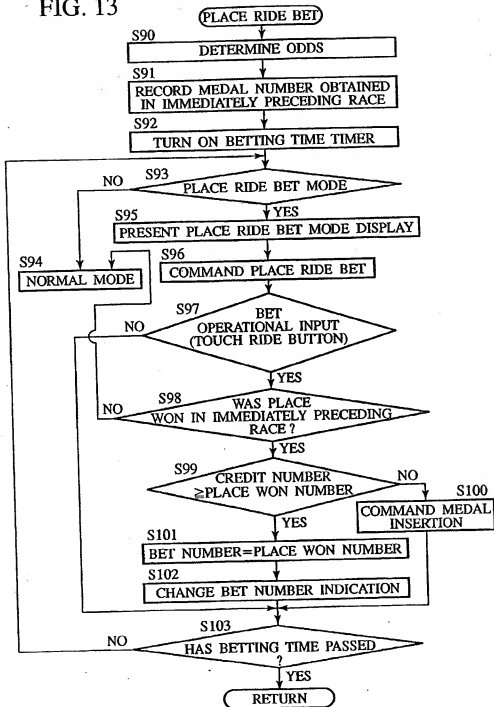 FIG. 13
PLACE RIDE BET
S90
DETERMINE ODDS
S91
RECORD MEDAL NUMBER OBTAINED
IN IMMEDIATELY PRECEDING RACE
S92
TURN ON BETTING TIME TIMER
S93
NO
PLACE RIDE BET MODE
YES
S95
PRESENT PLACE RIDE BET MODE DISPLAY
S94
NORMAL MODE
S96
COMMAND PLACE RIDE BET
S97
NO
BET
OPERATIONAL INPUT
(TOUCH RIDE BUTTON)
YES
S98
NO
WAS PLACE
WON IN IMMEDIATELY PRECEDING
RACE ?
YES
S99
CREDIT NUMBER
≧PLACE WON NUMBER
NO
S100
COMMAND MEDAL
INSERTION
YES
S101
BET NUMBER=PLACE WON NUMBER
S102
CHANGE BET NUMBER INDICATION
S103
NO
HAS BETTING TIME PASSED
?
YES
RETURN